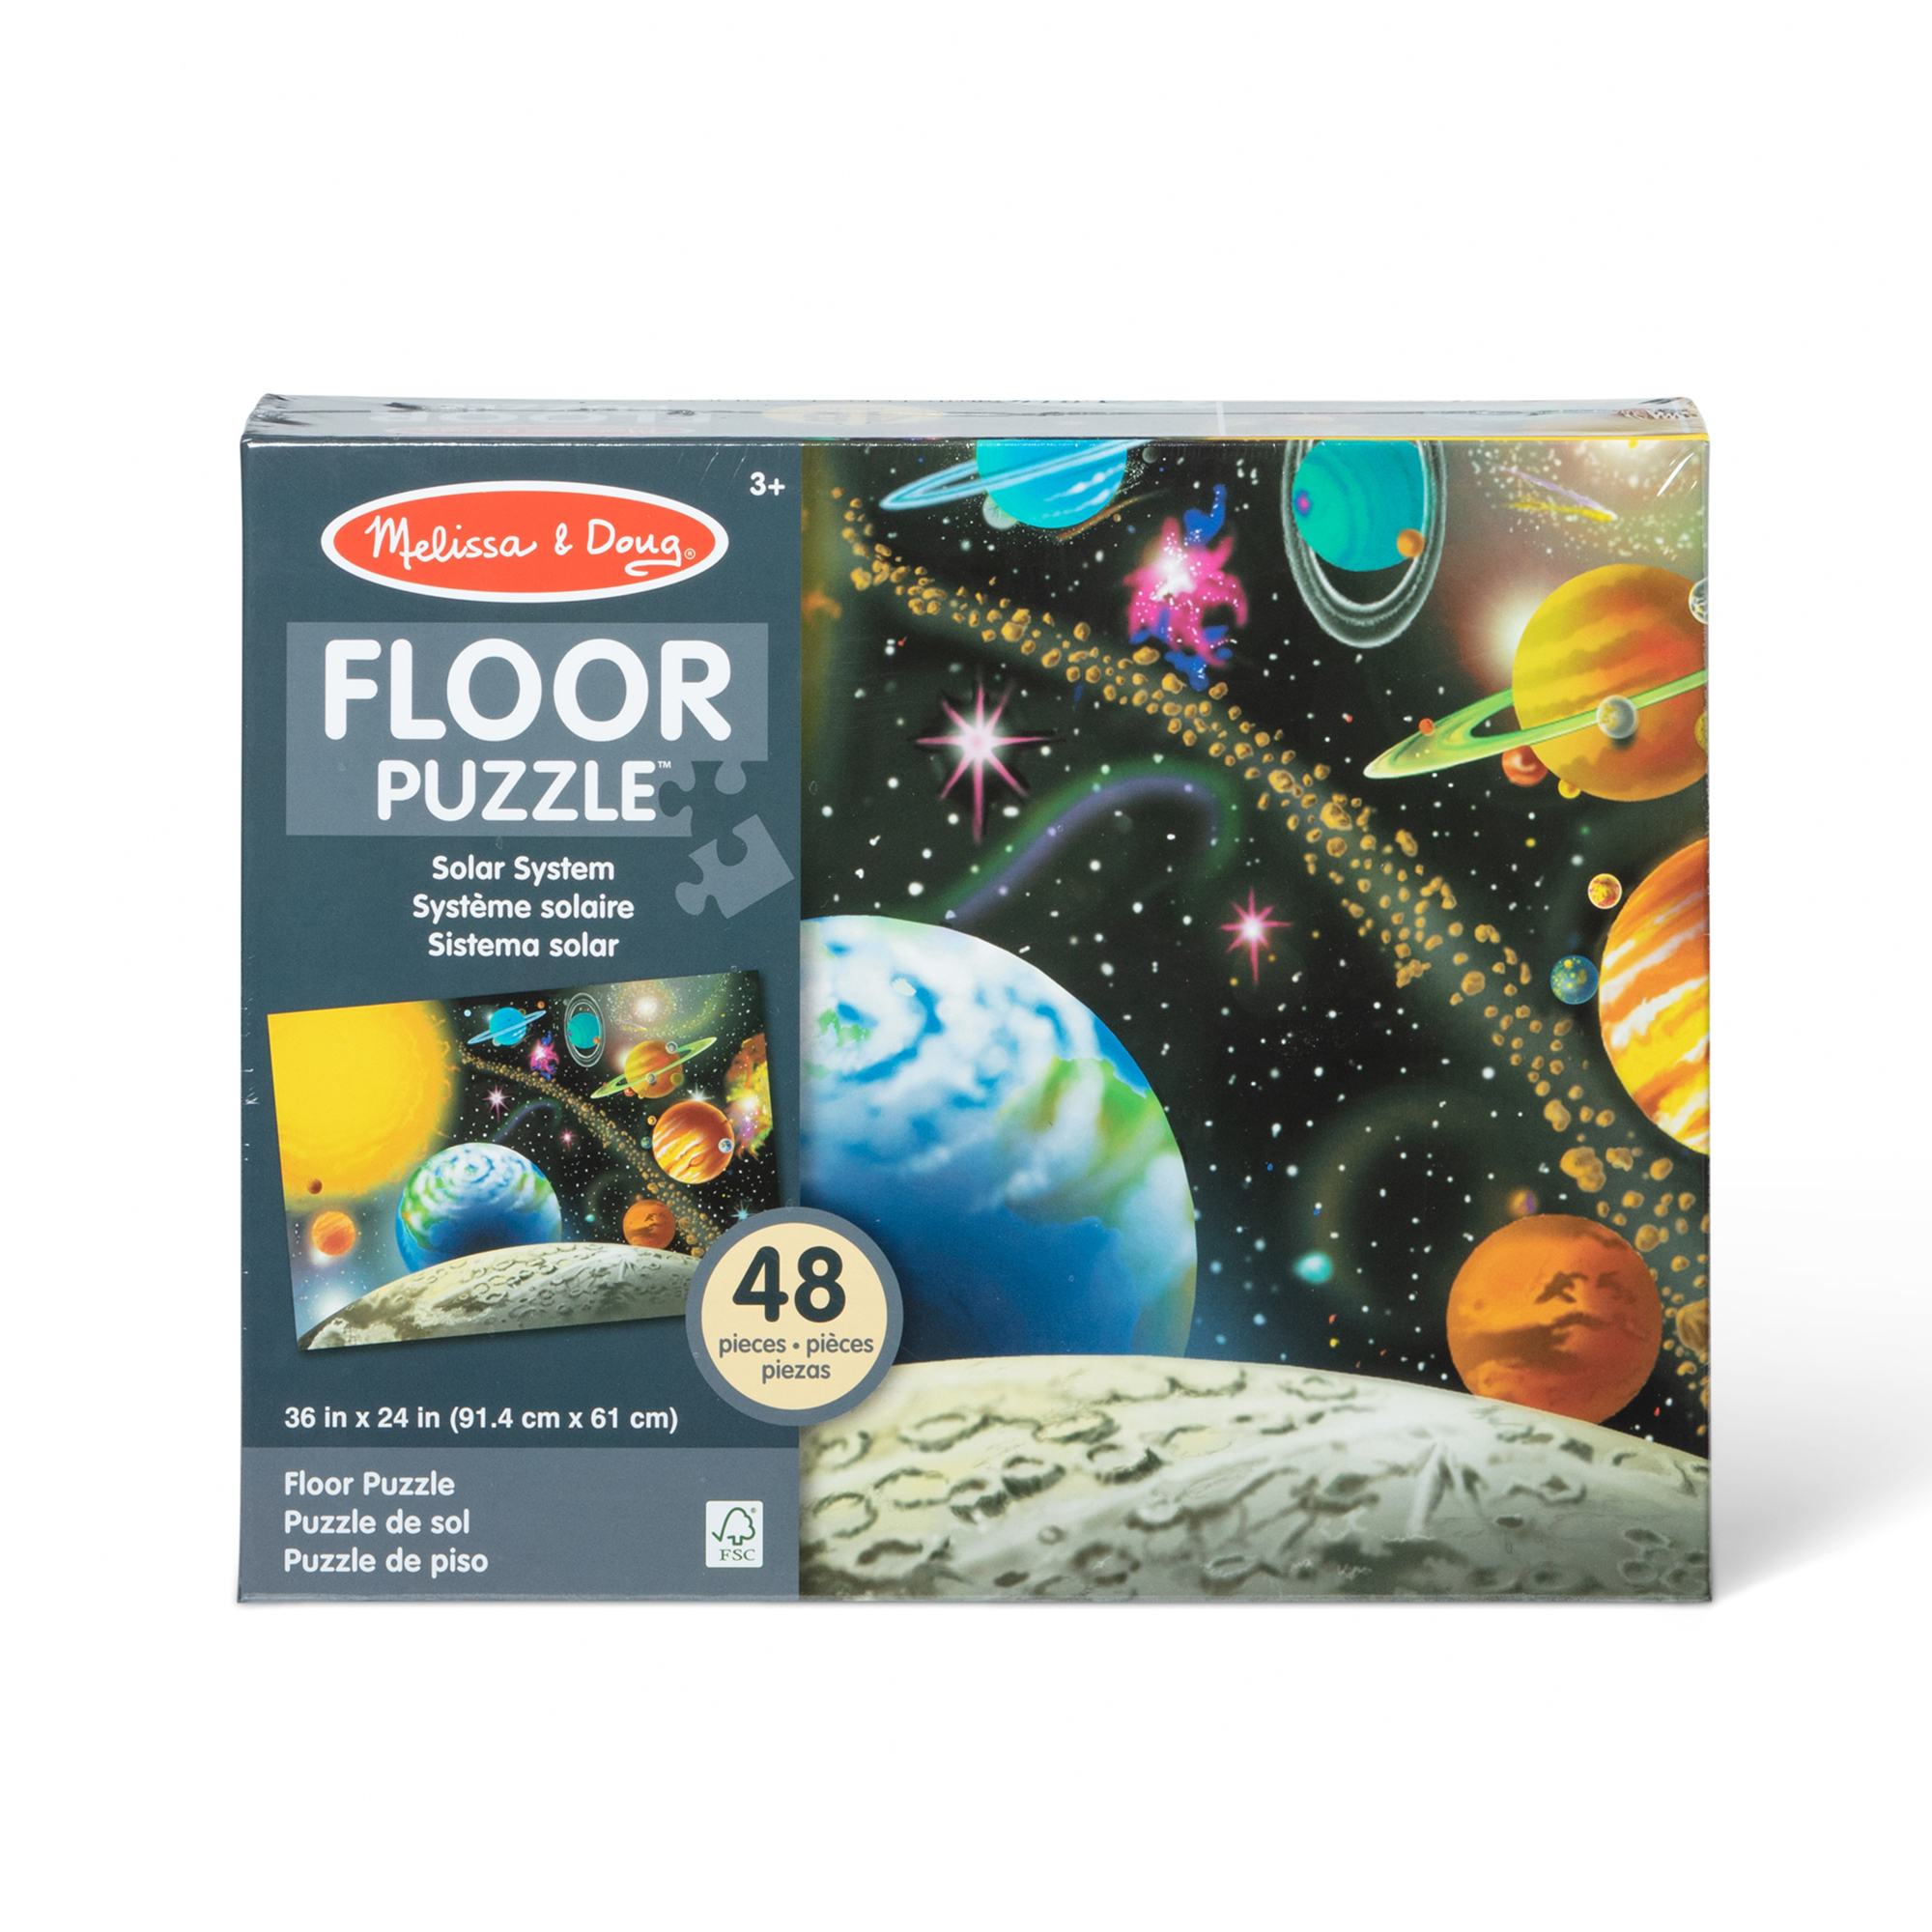 3+
Melissa & Doug®
FLOOR
PUZZLE™
Solar System
Système solaire
Sistema solar
48
pieces • pièces
piezas
36 in x 24 in (91.4 cm x 61 cm)
Floor Puzzle
Puzzle de sol
Puzzle de piso
FSC